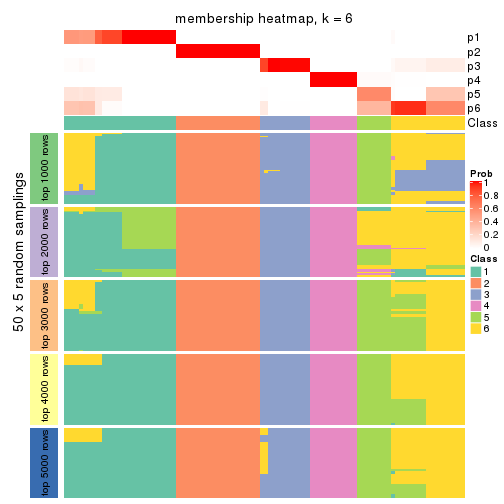 membership heatmap, k = 6
p1
p2
p3
p4
p5
p6
Class
50 x 5 random samplings
top 1000 rows
top 2000 rows
top 3000 rows
top 4000 rows
top 5000 rows
Prob
1
0.8
0.6
0.4
0.2
0
Class
1
2
3
4
5
6